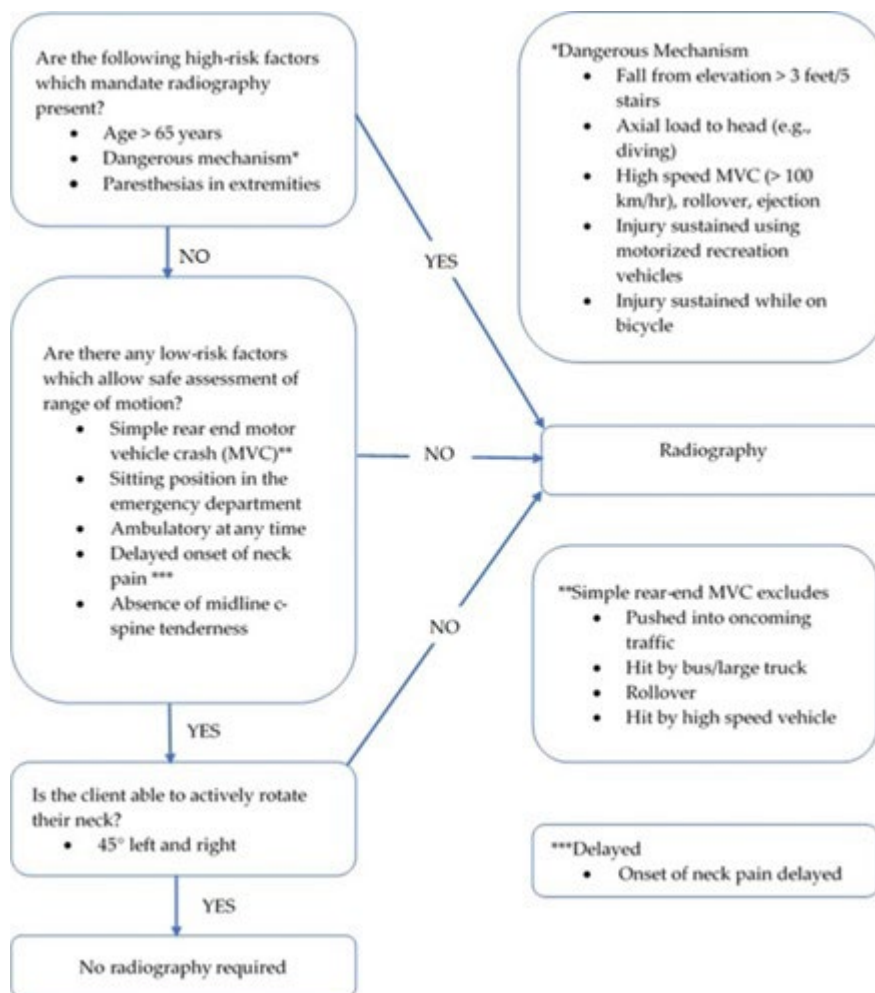 Are the following high-risk factors
which mandate radiography
present?
• Age > 65 years
• Dangerous mechanism*
• Paresthasias in extremities
NO
YES
*Dangerous Mechanism
• Fall from elevation > 3 feet/5
stairs
• Axial load to head (e.g.,
diving)
• High speed MVC (> 100
km/hr), rollover, ejection
• Injury sustained using
motorized recreation
vehicles
• Injury sustained while on
bicycle
Are there any low-risk factors
which allow safe assessment of
range of motion?
• Simple rear end motor
vehicle crash (MVC)**
• Sitting position in the
emergency department
• Ambulatory at any time
• Delayed onset of neck
pain ***
• Absence of midline c-
spine tenderness
NO
Radiography
NO
YES
**Simple rear-end MVC excludes
• Pushed into oncoming
traffic
• Hit by bus/large truck
• Rollover
• Hit by high speed vehicle
Is the client able to actively rotate
their neck?
• 45° left and right
YES
***Delayed
• Onset of neck pain delayed
No radiography required